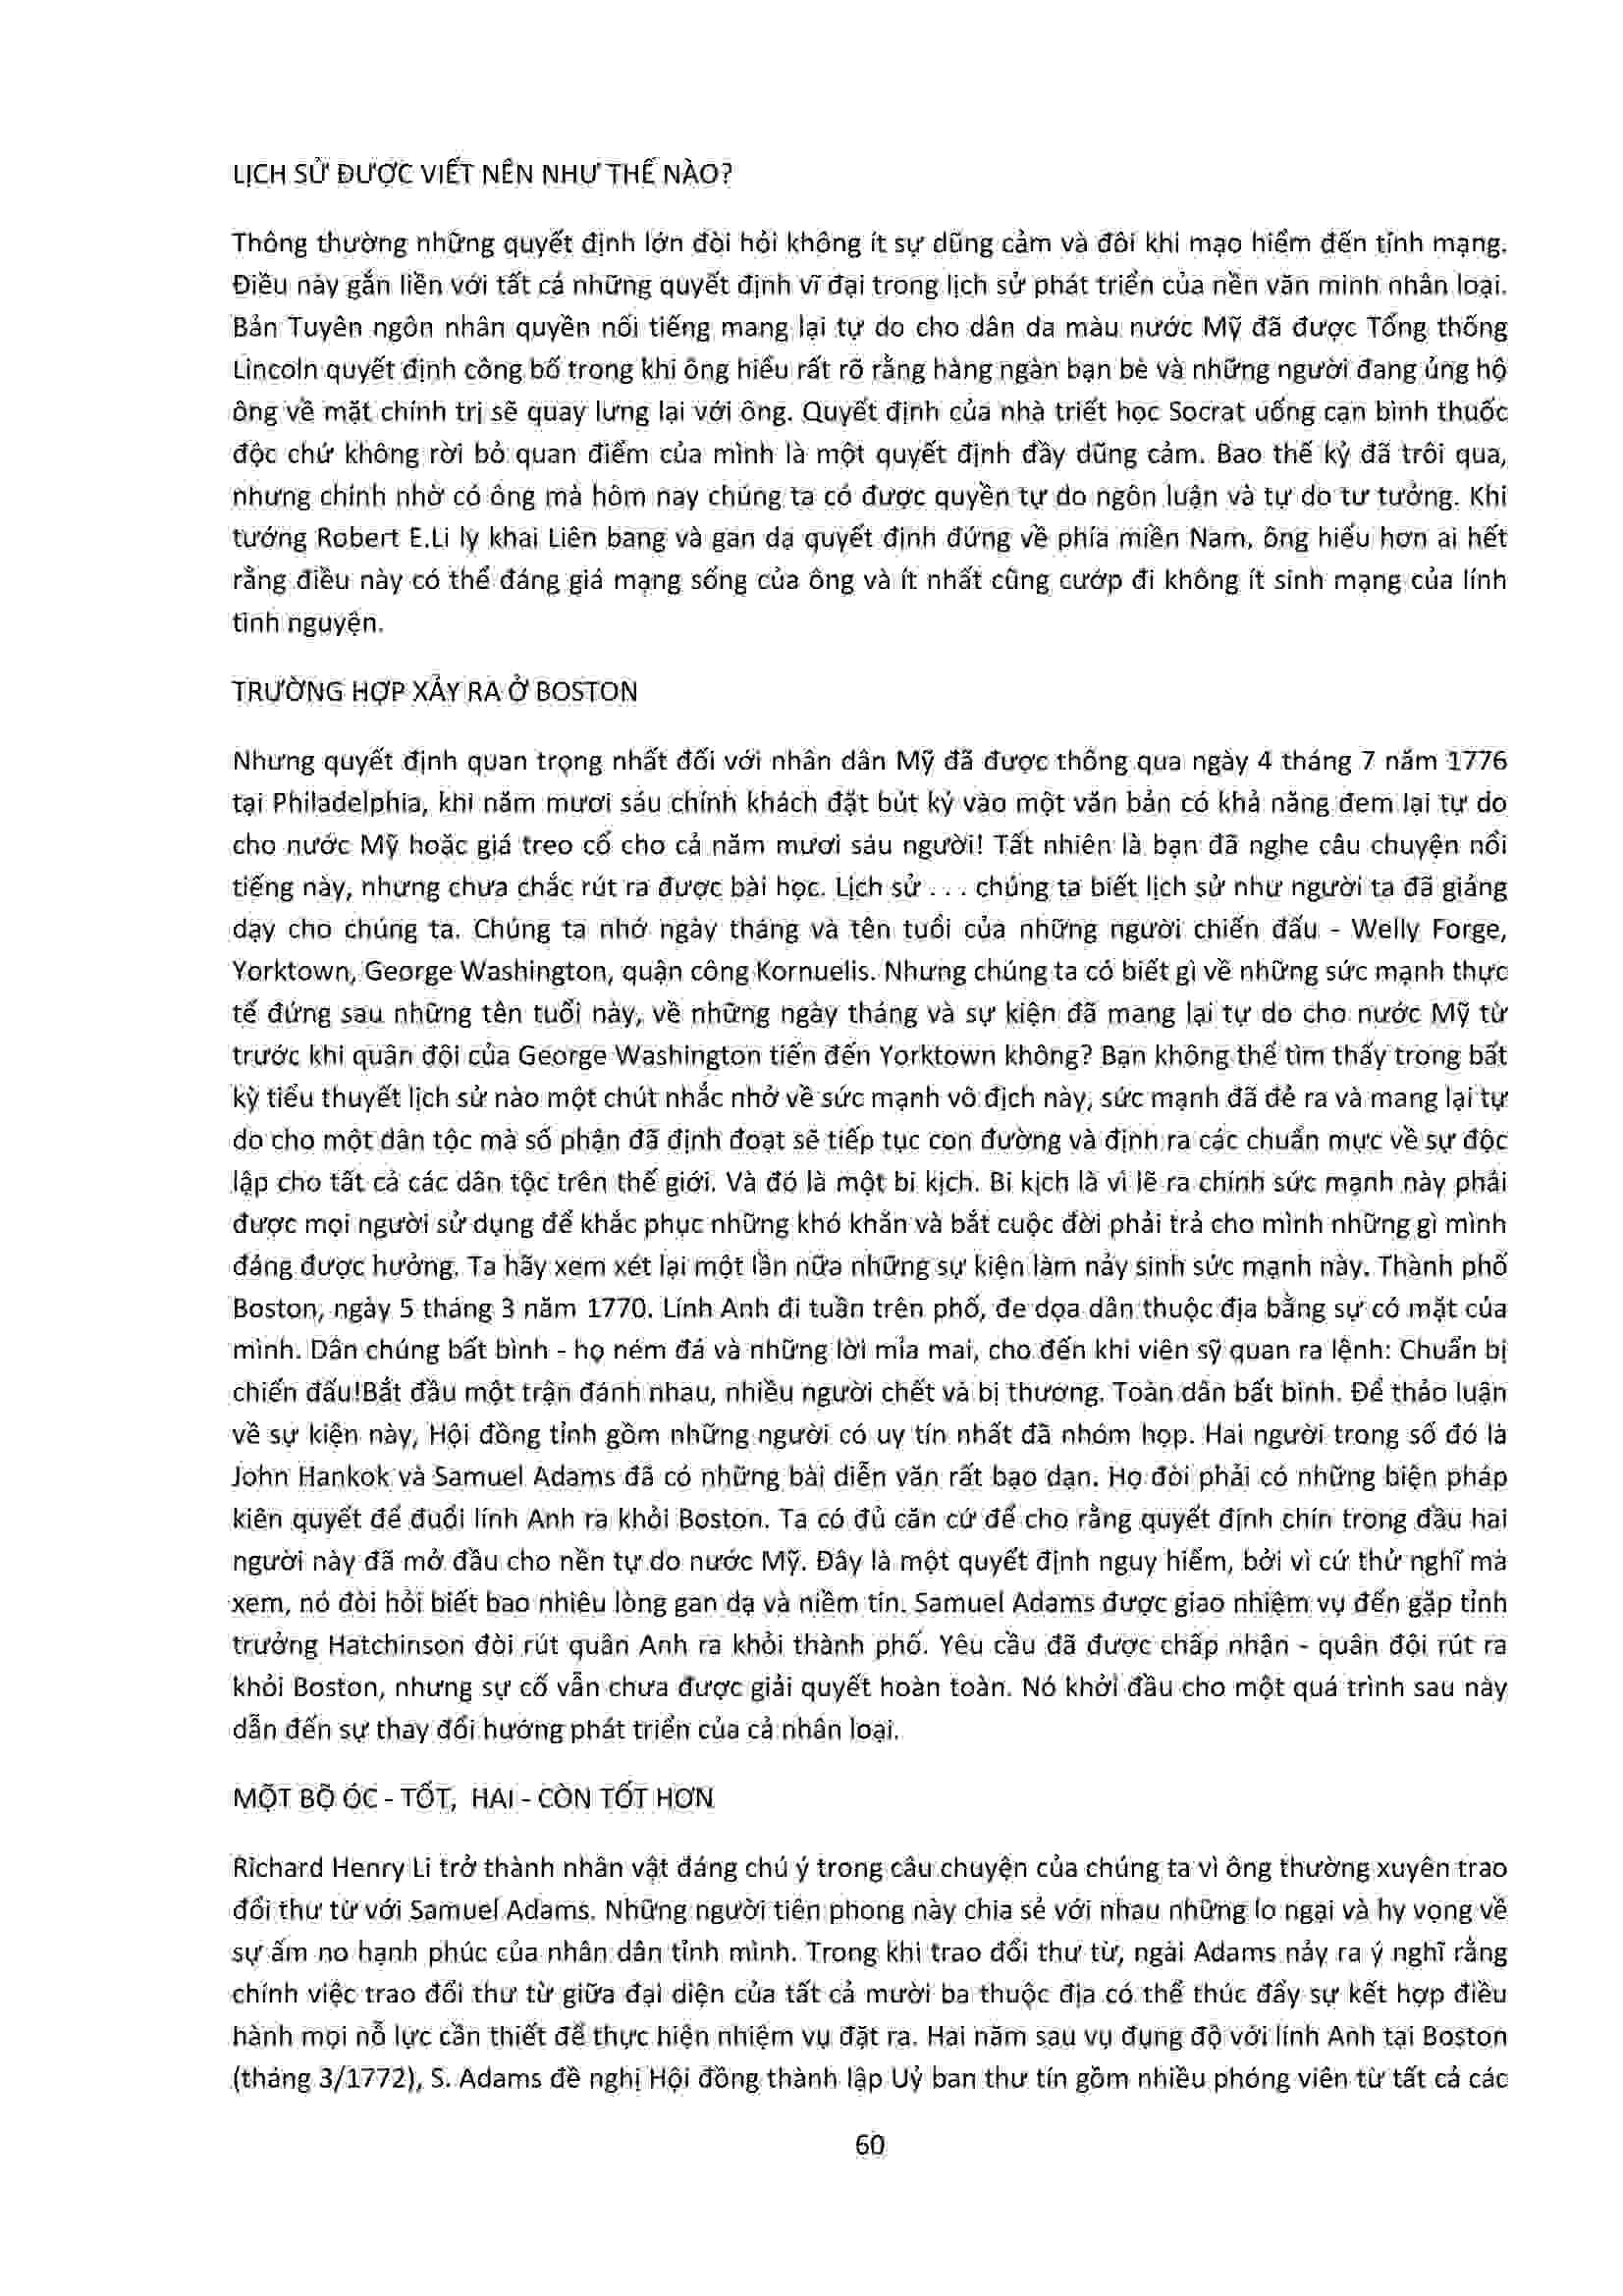 LỊCH SỬ ĐƯỢC VIẾT NÊN NHƯ THẾ NÀO?
Thông thường những quyết định lớn đòi hỏi không ít sự dũng cảm và đôi khi mạo hiểm đến tính mạng.
Điều này gắn liền với tất cả những quyết định vĩ đại trong lịch sử phát triển của nền văn minh nhân loại.
Bản Tuyên ngôn nhân quyền nổi tiếng mang lại tự do cho dân da màu nước Mỹ đã được Tổng thống
Lincoln quyết định công bố trong khi ông hiểu rất rõ rằng hàng ngàn bạn bè và những người đang ủng hộ
ông về mặt chính trị sẽ quay lưng lại với ông. Quyết định của nhà triết học Socrat uống cạn bình thuốc
độc chứ không rời bỏ quan điểm của mình là một quyết định đầy dũng cảm. Bao thế kỷ đã trôi qua,
nhưng chính nhờ có ông mà hôm nay chúng ta có được quyền tự do ngôn luận và tự do tư tưởng. Khi
tướng Robert E.Li ly khai Liên bang và gan dạ quyết định đứng về phía miền Nam, ông hiểu hơn ai hết
rằng điều này có thể đáng giá mạng sống của ông và ít nhất cũng cướp đi không ít sinh mạng của lính
tình nguyện.
TRƯỜNG HỢP XẢY RA Ở BOSTON
Nhưng quyết định quan trọng nhất đối với nhân dân Mỹ đã được thông qua ngày 4 tháng 7 năm 1776
tại Philadelphia, khi năm mươi sáu chính khách đặt bút ký vào một văn bản có khả năng đem lại tự do
cho nước Mỹ hoặc giá treo cổ cho cả năm mươi sáu người! Tất nhiên là bạn đã nghe câu chuyện nổi
tiếng này, nhưng chưa chắc rút ra được bài học. Lịch sử . . . chúng ta biết lịch sử như người ta đã giảng
dạy cho chúng ta. Chúng ta nhớ ngày tháng và tên tuổi của những người chiến đấu - Welly Forge,
Yorktown, George Washington, quận công Kornuelis. Nhưng chúng ta có biết gì về những sức mạnh thực
tế đứng sau những tên tuổi này, về những ngày tháng và sự kiện đã mang lại tự do cho nước Mỹ từ
trước khi quân đội của George Washington tiến đến Yorktown không? Bạn không thể tìm thấy trong bất
kỳ tiểu thuyết lịch sử nào một chút nhắc nhở về sức mạnh vô địch này, sức mạnh đã đẻ ra và mang lại tự
do cho một dân tộc mà số phận đã định đoạt sẽ tiếp tục con đường và định ra các chuẩn mực về sự độc
lập cho tất cả các dân tộc trên thế giới. Và đó là một bi kịch. Bi kịch là vì lẽ ra chính sức mạnh này phải
được mọi người sử dụng để khắc phục những khó khăn và bắt cuộc đời phải trả cho mình những gì mình
đáng được hưởng. Ta hãy xem xét lại một lần nữa những sự kiện làm nảy sinh sức mạnh này. Thành phố
Boston, ngày 5 tháng 3 năm 1770. Lính Anh đi tuần trên phố, đe dọa dân thuộc địa bằng sự có mặt của
mình. Dân chúng bất bình - họ ném đá và những lời mỉa mai, cho đến khi viên sỹ quan ra lệnh: Chuẩn bị
chiến đấu!Bắt đầu một trận đánh nhau, nhiều người chết và bị thương. Toàn dân bất bình. Để thảo luận
về sự kiện này, Hội đồng tỉnh gồm những người có uy tín nhất đã nhóm họp. Hai người trong số đó là
John Hankok và Samuel Adams đã có những bài diễn văn rất bạo dạn. Họ đòi phải có những biện pháp
kiên quyết để đuổi lính Anh ra khỏi Boston. Ta có đủ căn cứ để cho rằng quyết định chín trong đầu hai
người này đã mở đầu cho nền tự do nước Mỹ. Đây là một quyết định nguy hiểm, bởi vì cứ thử nghĩ mà
xem, nó đòi hỏi biết bao nhiêu lòng gan dạ và niềm tin. Samuel Adams được giao nhiệm vụ đến gặp tỉnh
trưởng Hatchinson đòi rút quân Anh ra khỏi thành phố. Yêu cầu đã được chấp nhận - quân đội rút ra
khỏi Boston, nhưng sự cố vẫn chưa được giải quyết hoàn toàn. Nó khởi đầu cho một quá trình sau này
dẫn đến sự thay đổi hướng phát triển của cả nhân loại.
MỘT BỘ ÓC - TỐT, HAI - CÒN TỐT HƠN
Richard Henry Li trở thành nhân vật đáng chú ý trong câu chuyện của chúng ta vì ông thường xuyên trao
đổi thư từ với Samuel Adams. Những người tiên phong này chia sẻ với nhau những lo ngại và hy vọng về
sự ấm no hạnh phúc của nhân dân tỉnh mình. Trong khi trao đổi thư từ, ngài Adams nảy ra ý nghĩ rằng
chính việc trao đổi thư từ giữa đại diện của tất cả mười ba thuộc địa có thể thúc đẩy sự kết hợp điều
hành mọi nỗ lực cần thiết để thực hiện nhiệm vụ đặt ra. Hai năm sau vụ đụng độ với lính Anh tại Boston
(tháng 3/1772), S. Adams đề nghị Hội đồng thành lập Uỷ ban thư tín gồm nhiều phóng viên từ tất cả các
60